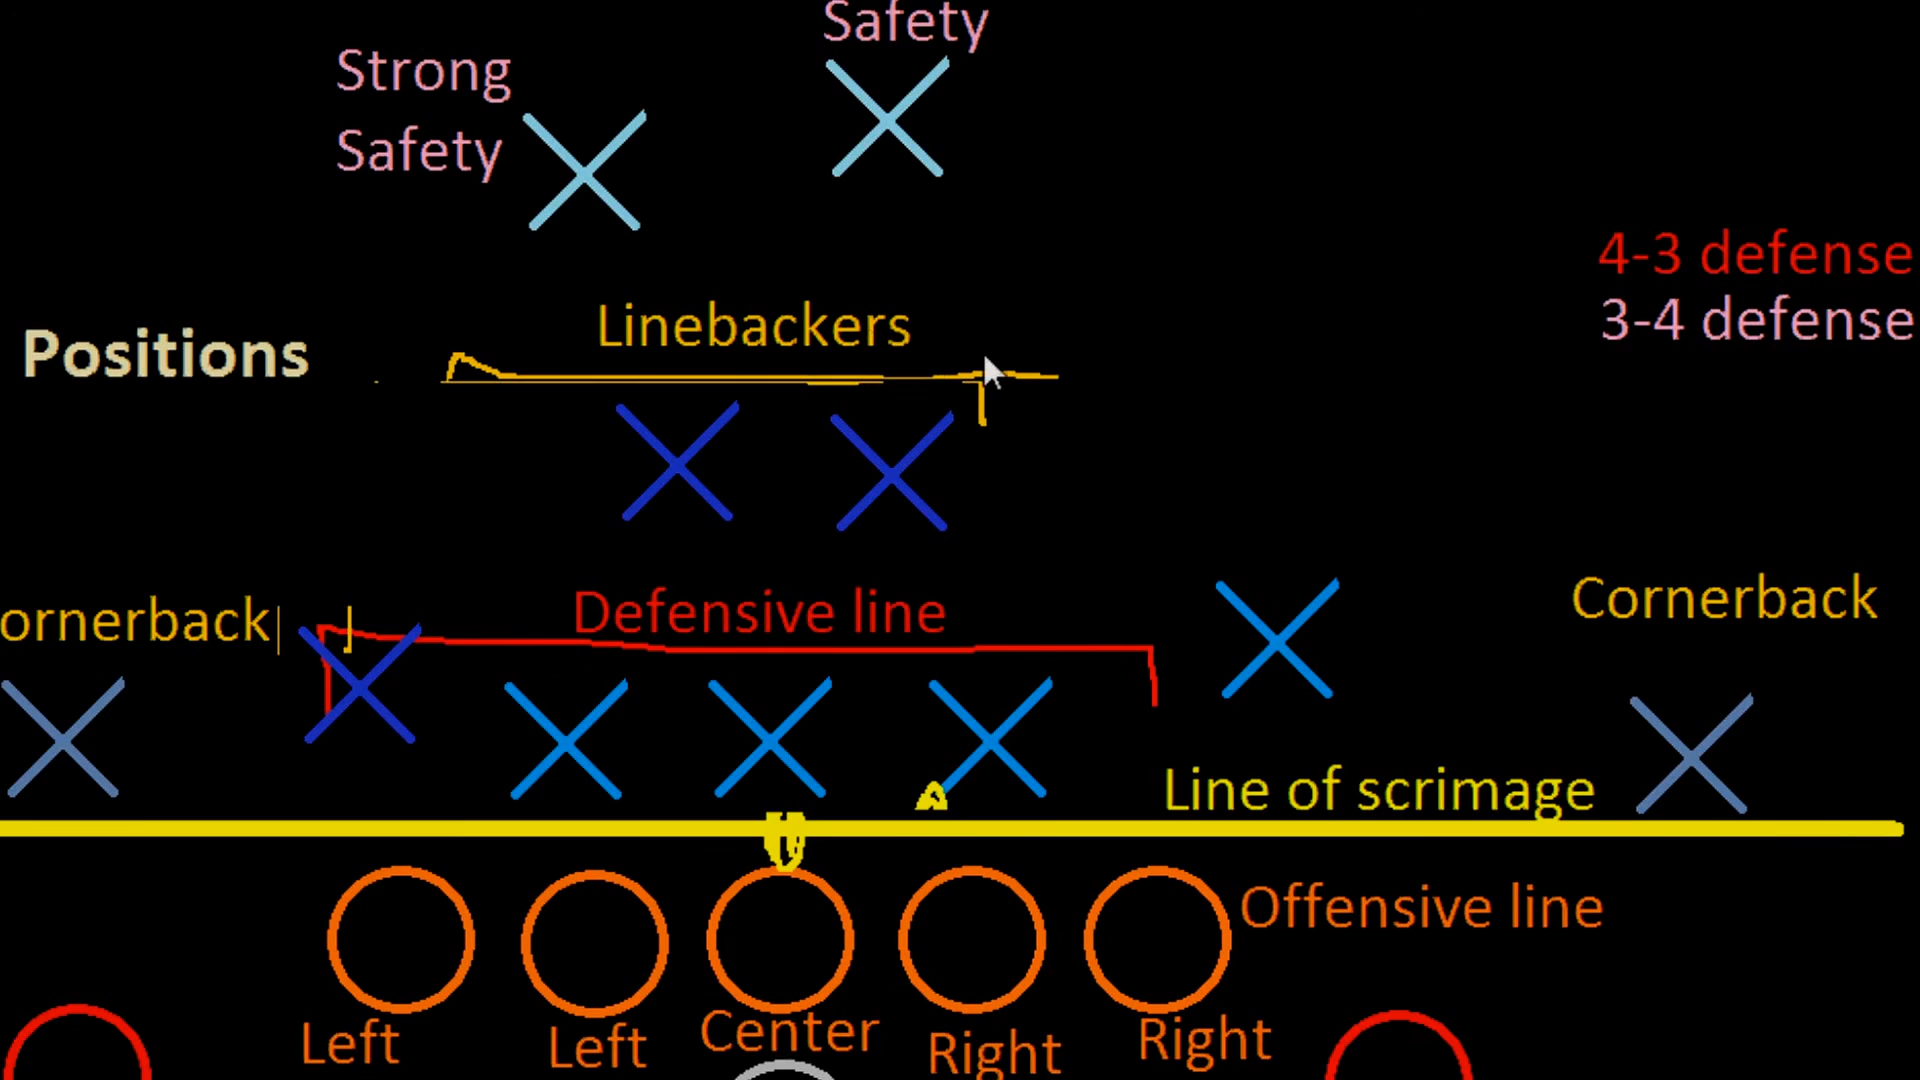 Safety
Strong
Safety
4-3 defense
3-4 defense
Linebackers
Positions
Defensive line
ornerback
Cornerback
Line of scrimage
Offensive line
Left
Left
Center
Right
Right